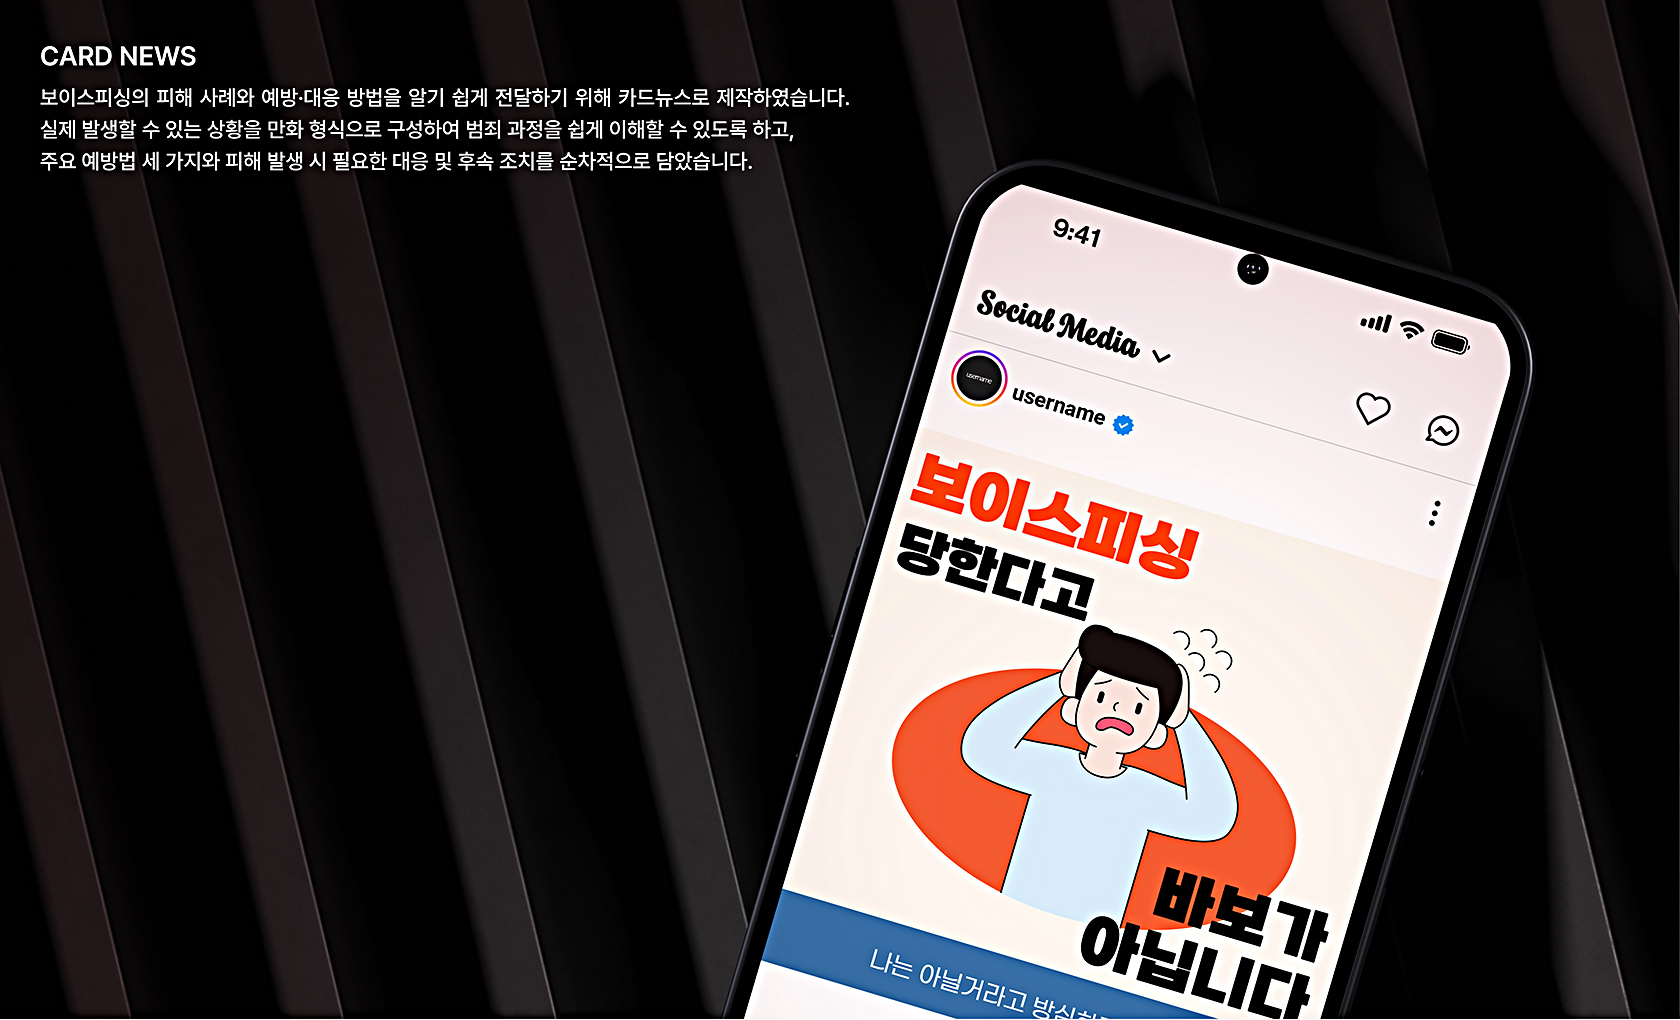 CARD NEWS
보이스피싱의 피해 사례와 예방·대응 방법을 알기 쉽게 전달하기 위해 카드뉴스로 제작하였습니다.
실제 발생할 수 있는 상황을 만화 형식으로 구성하여 범죄 과정을 쉽게 이해할 수 있도록 하고,
주요 예방법 세 가지와 피해 발생 시 필요한 대응 및 후속 조치를 순차적으로 담았습니다.
9:41
Social Media
username
username
보이스피싱
당한다고
바보가
아닙니다
나는 아닐거라고